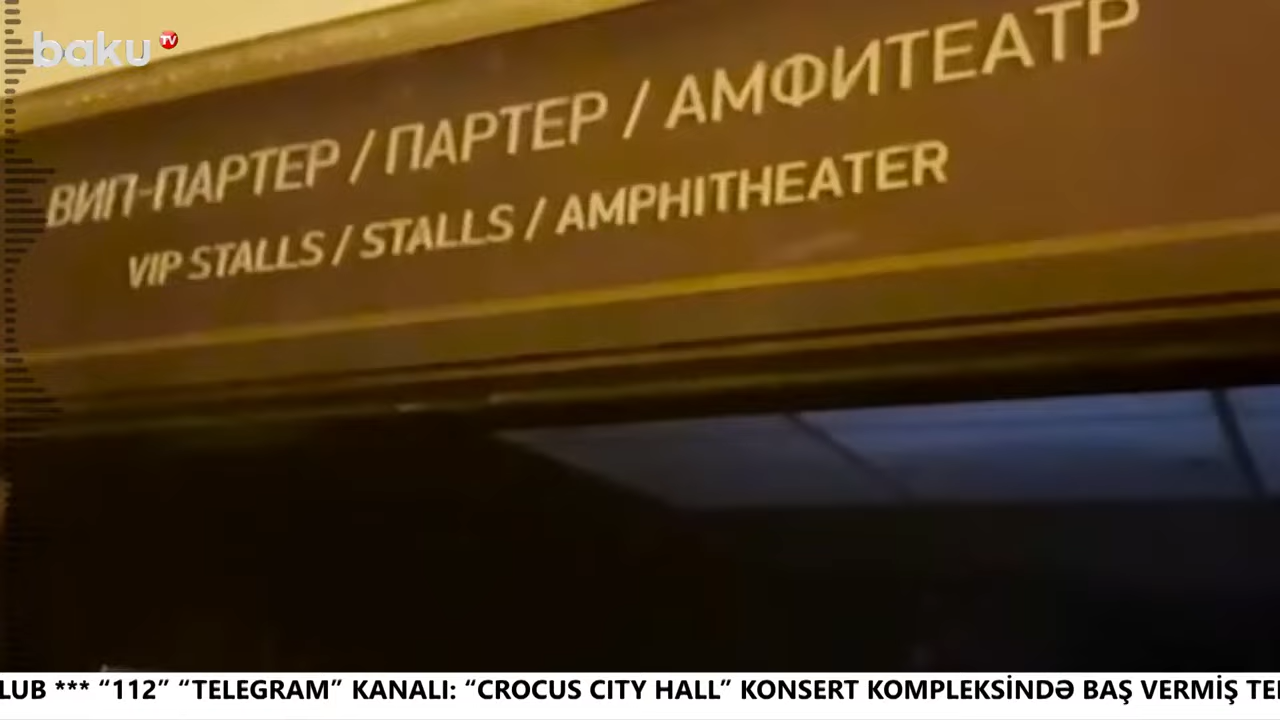 baku TV
ВИП-ПАРТЕР / ПАРТЕР / АМФИТЕАТР
VIP STALLS / STALLS / AMPHITHEATER
LUB *** “112” “TELEGRAM” KANALI: “CROCUS CITY HALL” KONSERT KOMPLEKSİNDƏ BAŞ VERMİŞ TE